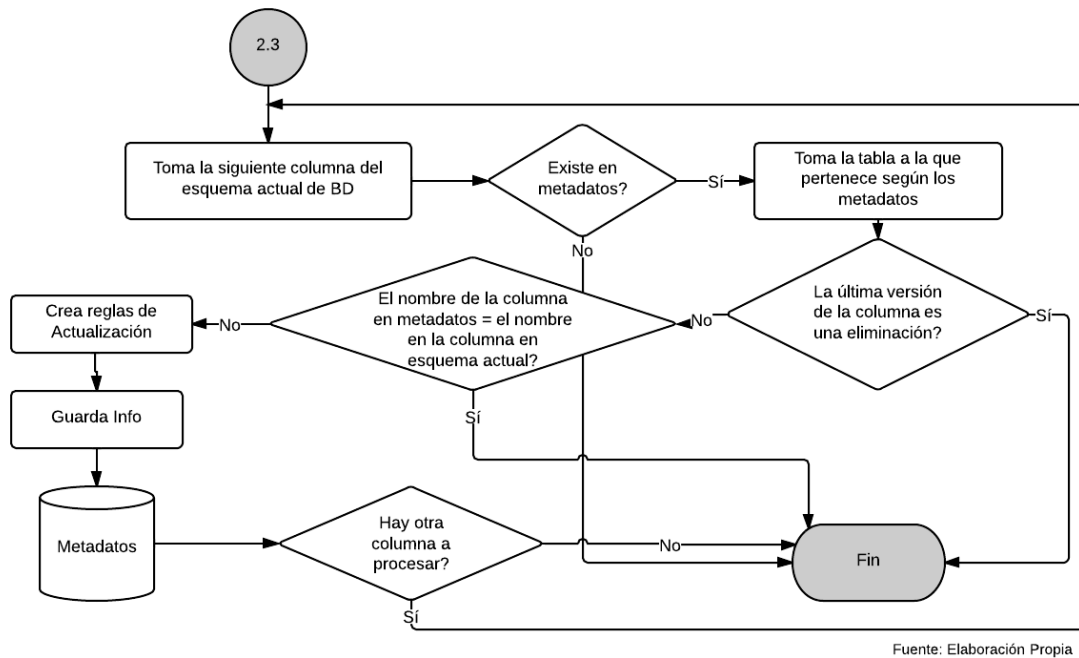 2.3
Toma la siguiente columna del
esquema actual de BD
Existe en
metadatos?
Sí
Toma la tabla a la que
pertenece según los
metadatos
No
La última versión
de la columna es
una eliminación?
Sí
No
El nombre de la columna
en metadatos = el nombre
en la columna en
esquema actual?
No
Crea reglas de
Actualización
Guarda Info
Sí
Metadatos
Hay otra
columna a
procesar?
No
Sí
Fin
Fuente: Elaboración Propia